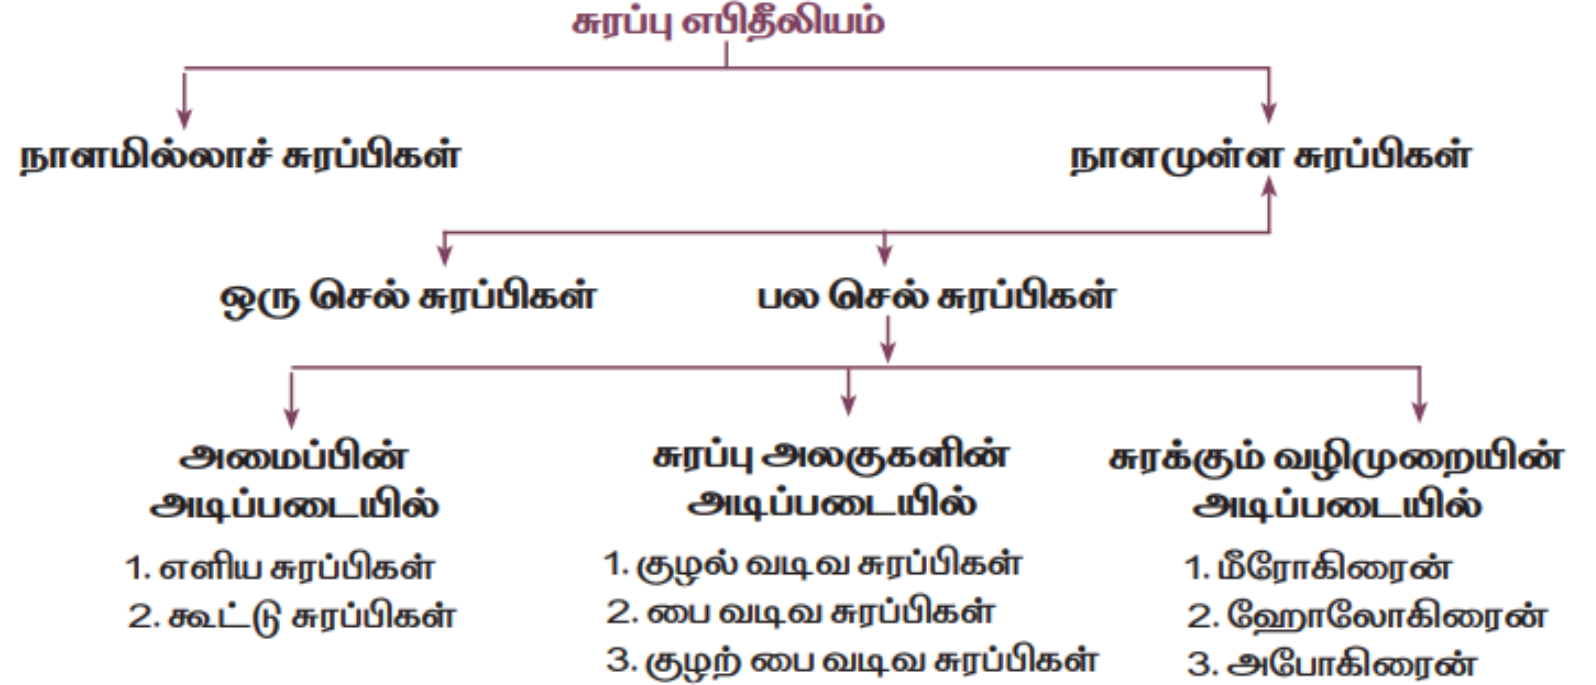 சுரப்பு எபிதீலியம்
நாளமில்லாச் சுரப்பிகள்
நாளமுள்ள சுரப்பிகள்
ஒரு செல் சுரப்பிகள்
பல செல் சுரப்பிகள்
அமைப்பின்
அடிப்படையில்
1. எளிய சுரப்பிகள்
2. கூட்டு சுரப்பிகள்
சுரப்பு அலகுகளின்
அடிப்படையில்
1. குழல் வடிவ சுரப்பிகள்
2. பை வடிவ சுரப்பிகள்
3. குழற் பை வடிவ சுரப்பிகள்
சுரக்கும் வழிமுறையின்
அடிப்படையில்
1. மீரோகிரைன்
2. ஹோலோகிரைன்
3. அபோகிரைன்